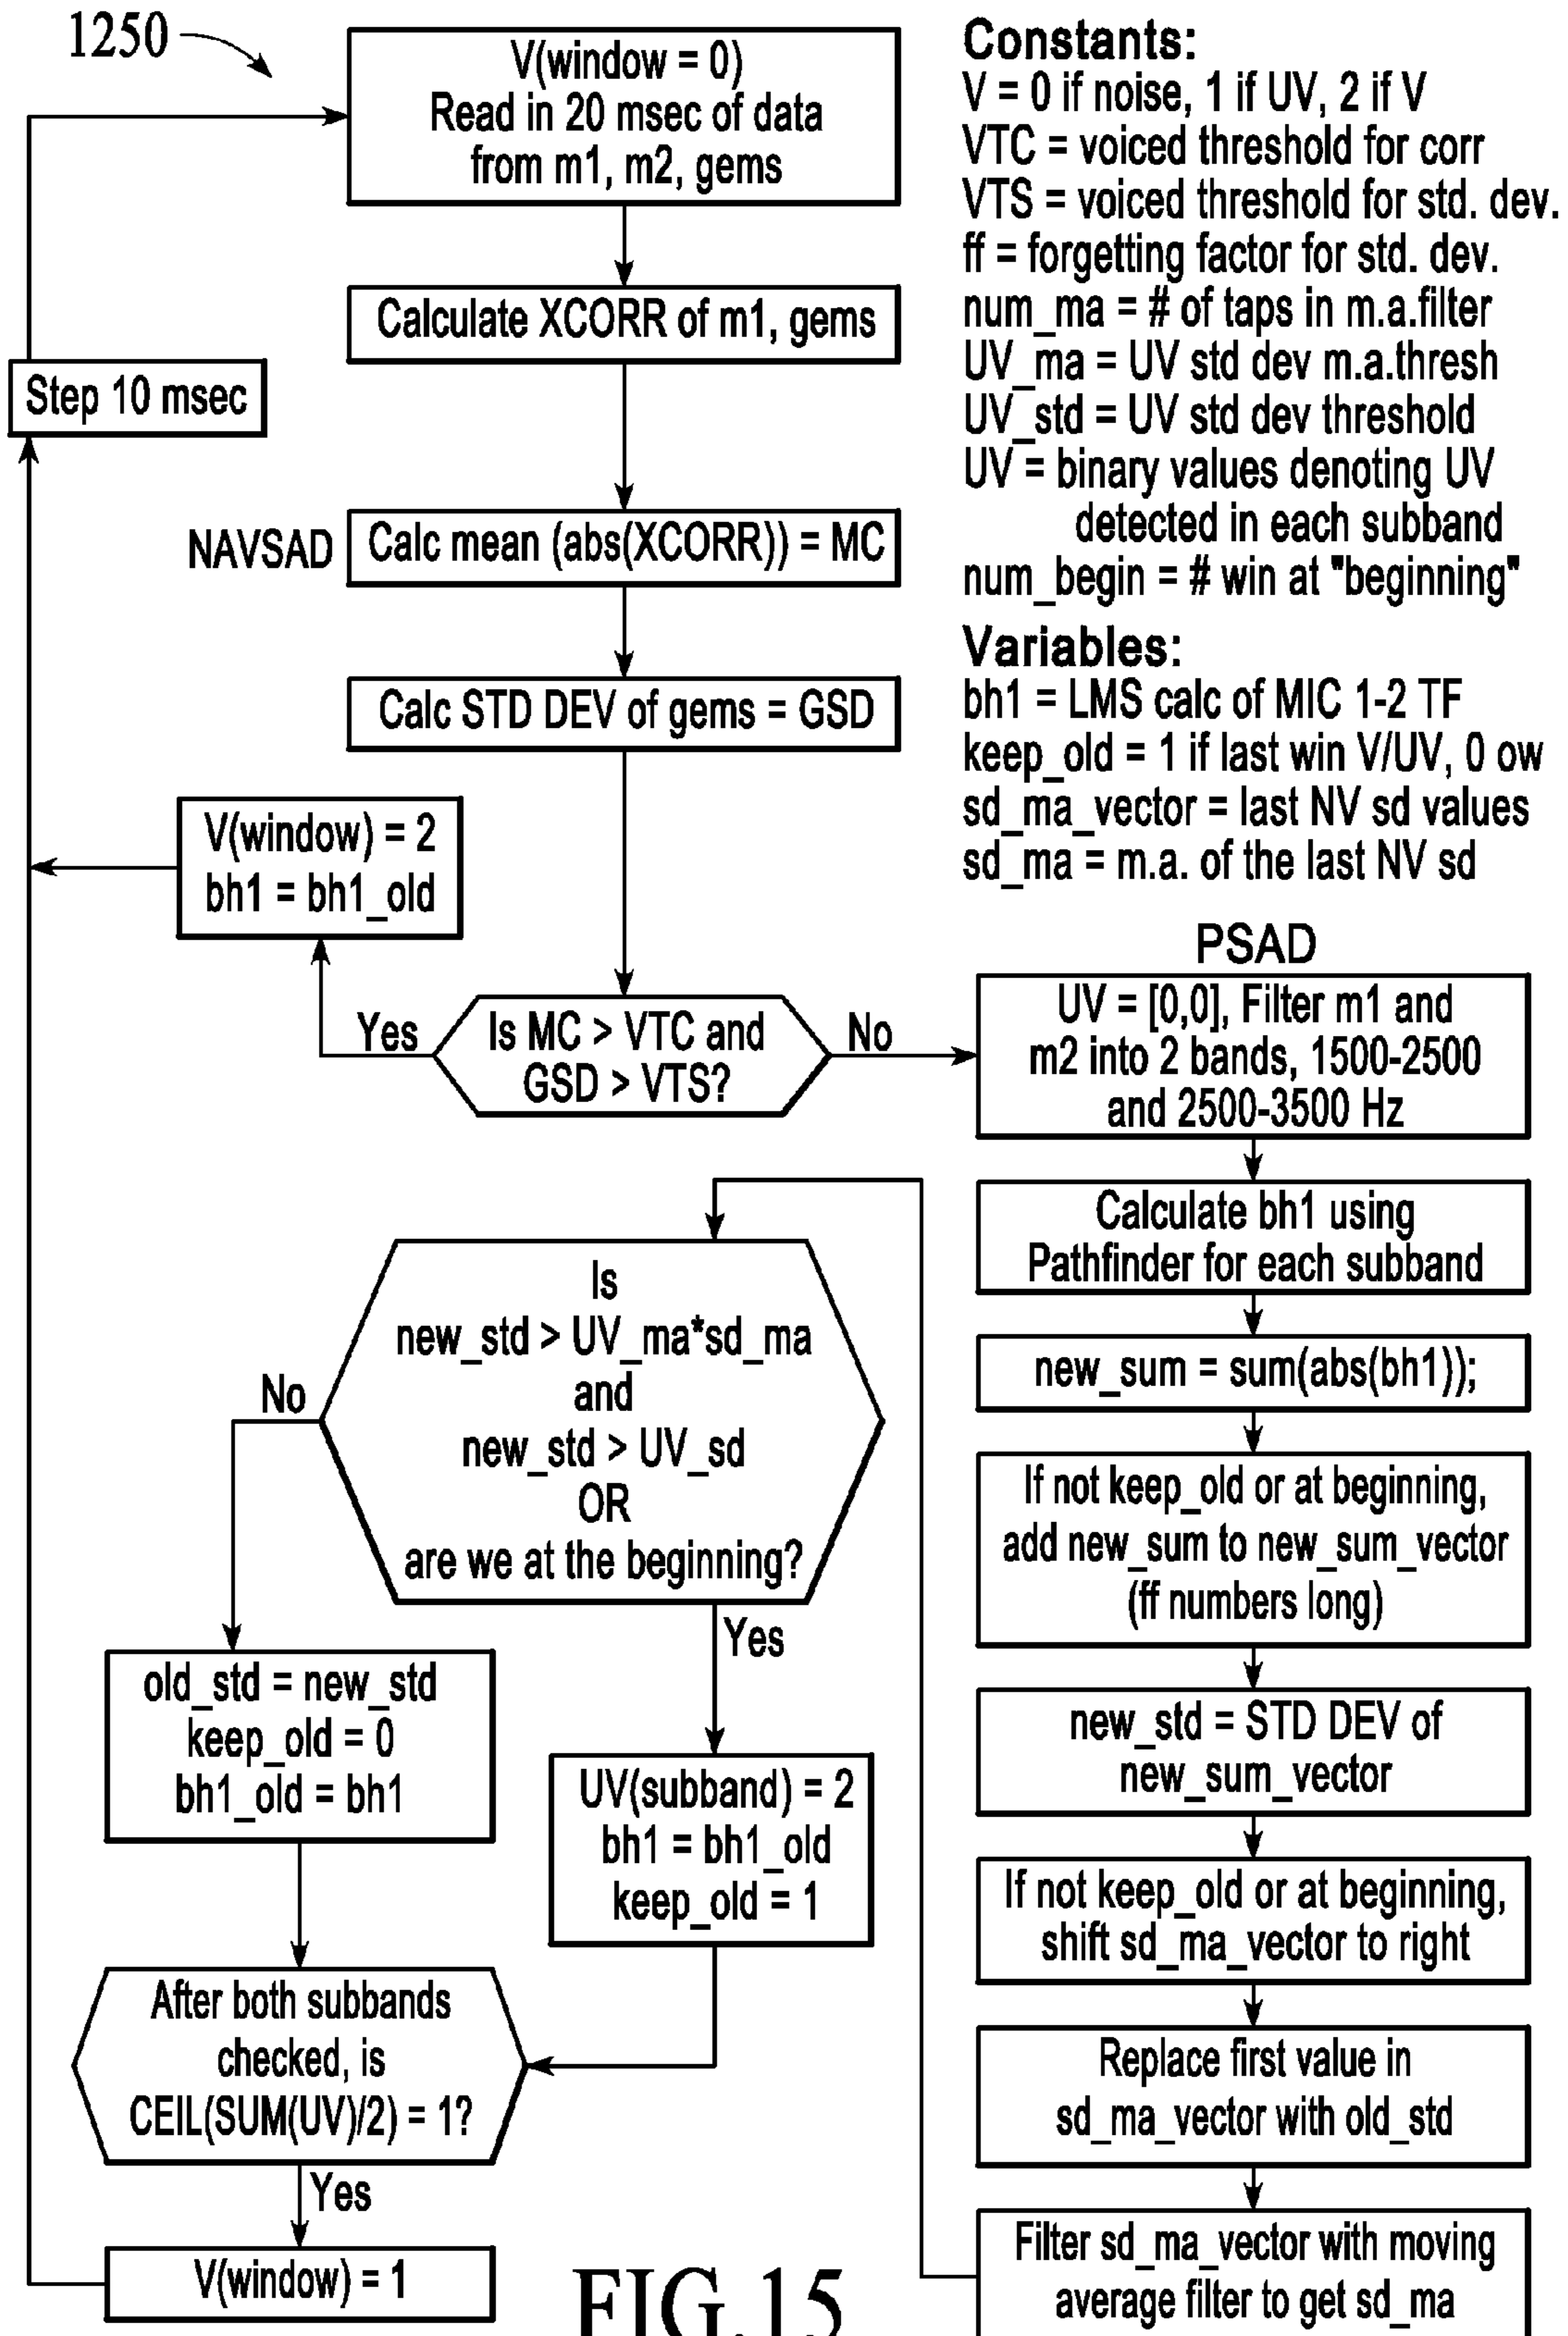 1250
V(window = 0)
Read in 20 msec of data
from m1, m2, gems
Calculate XCORR of m1, gems
Step 10 msec
NAVSAD
Calc mean (abs(XCORR)) = MC
Calc STD DEV of gems = GSD
V(window) = 2
bh1 = bh1_old
Yes
Is MC > VTC and
GSD > VTS?
No
Constants:
V = 0 if noise, 1 if UV, 2 if V
VTC = voiced threshold for corr
VTS = voiced threshold for std. dev.
ff = forgetting factor for std. dev.
num_ma = # of taps in m.a.filter
UV_ma = UV std dev m.a.thresh
UV_std = UV std dev threshold
UV = binary values denoting UV
detected in each subband
num_begin = # win at "beginning"
Variables:
bh1 = LMS calc of MIC 1-2 TF
keep_old = 1 if last win V/UV, 0 ow
sd_ma_vector = last NV sd values
sd_ma = m.a. of the last NV sd
PSAD
UV = [0,0], Filter m1 and
m2 into 2 bands, 1500-2500
and 2500-3500 Hz
Calculate bh1 using
Pathfinder for each subband
new_sum = sum(abs(bh1));
If not keep_old or at beginning,
add new_sum to new_sum_vector
(ff numbers long)
new_std = STD DEV of
new_sum_vector
If not keep_old or at beginning,
shift sd_ma_vector to right
Replace first value in
sd_ma_vector with old_std
Filter sd_ma_vector with moving
average filter to get sd_ma
Is
new_std > UV_ma*sd_ma
and
new_std > UV_sd
OR
are we at the beginning?
No
Yes
old_std = new_std
keep_old = 0
bh1_old = bh1
UV(subband) = 2
bh1 = bh1_old
keep_old = 1
After both subbands
checked, is
CEIL(SUM(UV)/2) = 1?
Yes
V(window) = 1
FIG.15